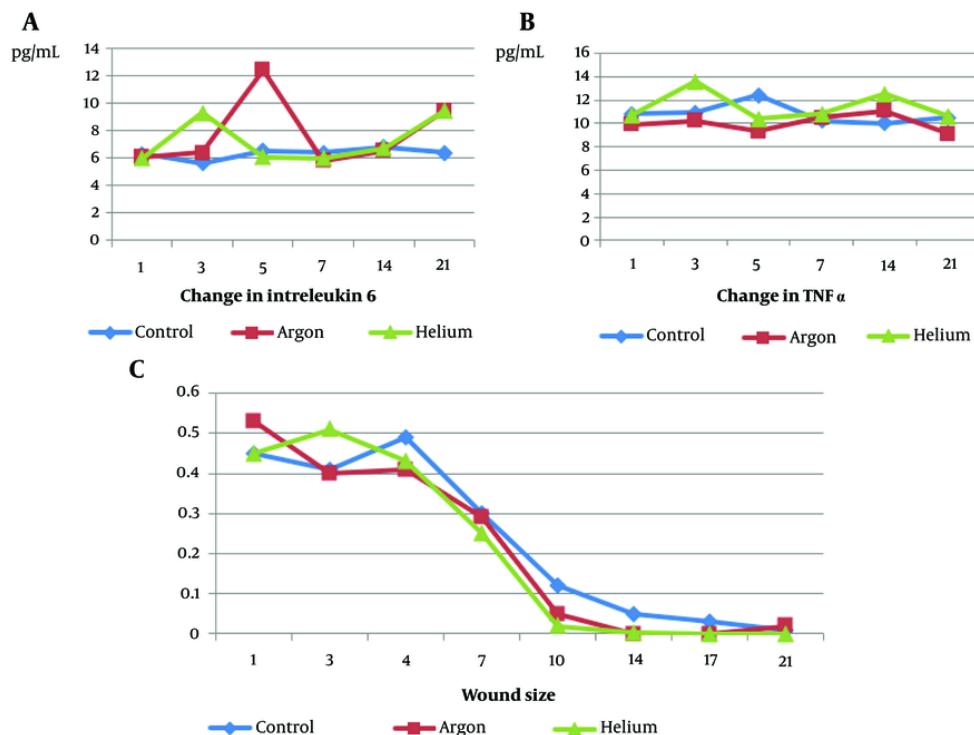 A
pg/mL
14
12
10
8
6
4
2
0
1 3 5 7 14 21
Change in intreleukin 6
Control Argon Helium
B
pg/mL
16
14
12
10
8
6
4
2
0
1 3 5 7 14 21
Change in TNF α
Control Argon Helium
C
0.6
0.5
0.4
0.3
0.2
0.1
0
1 3 4 7 10 14 17 21
Wound size
Control Argon Helium